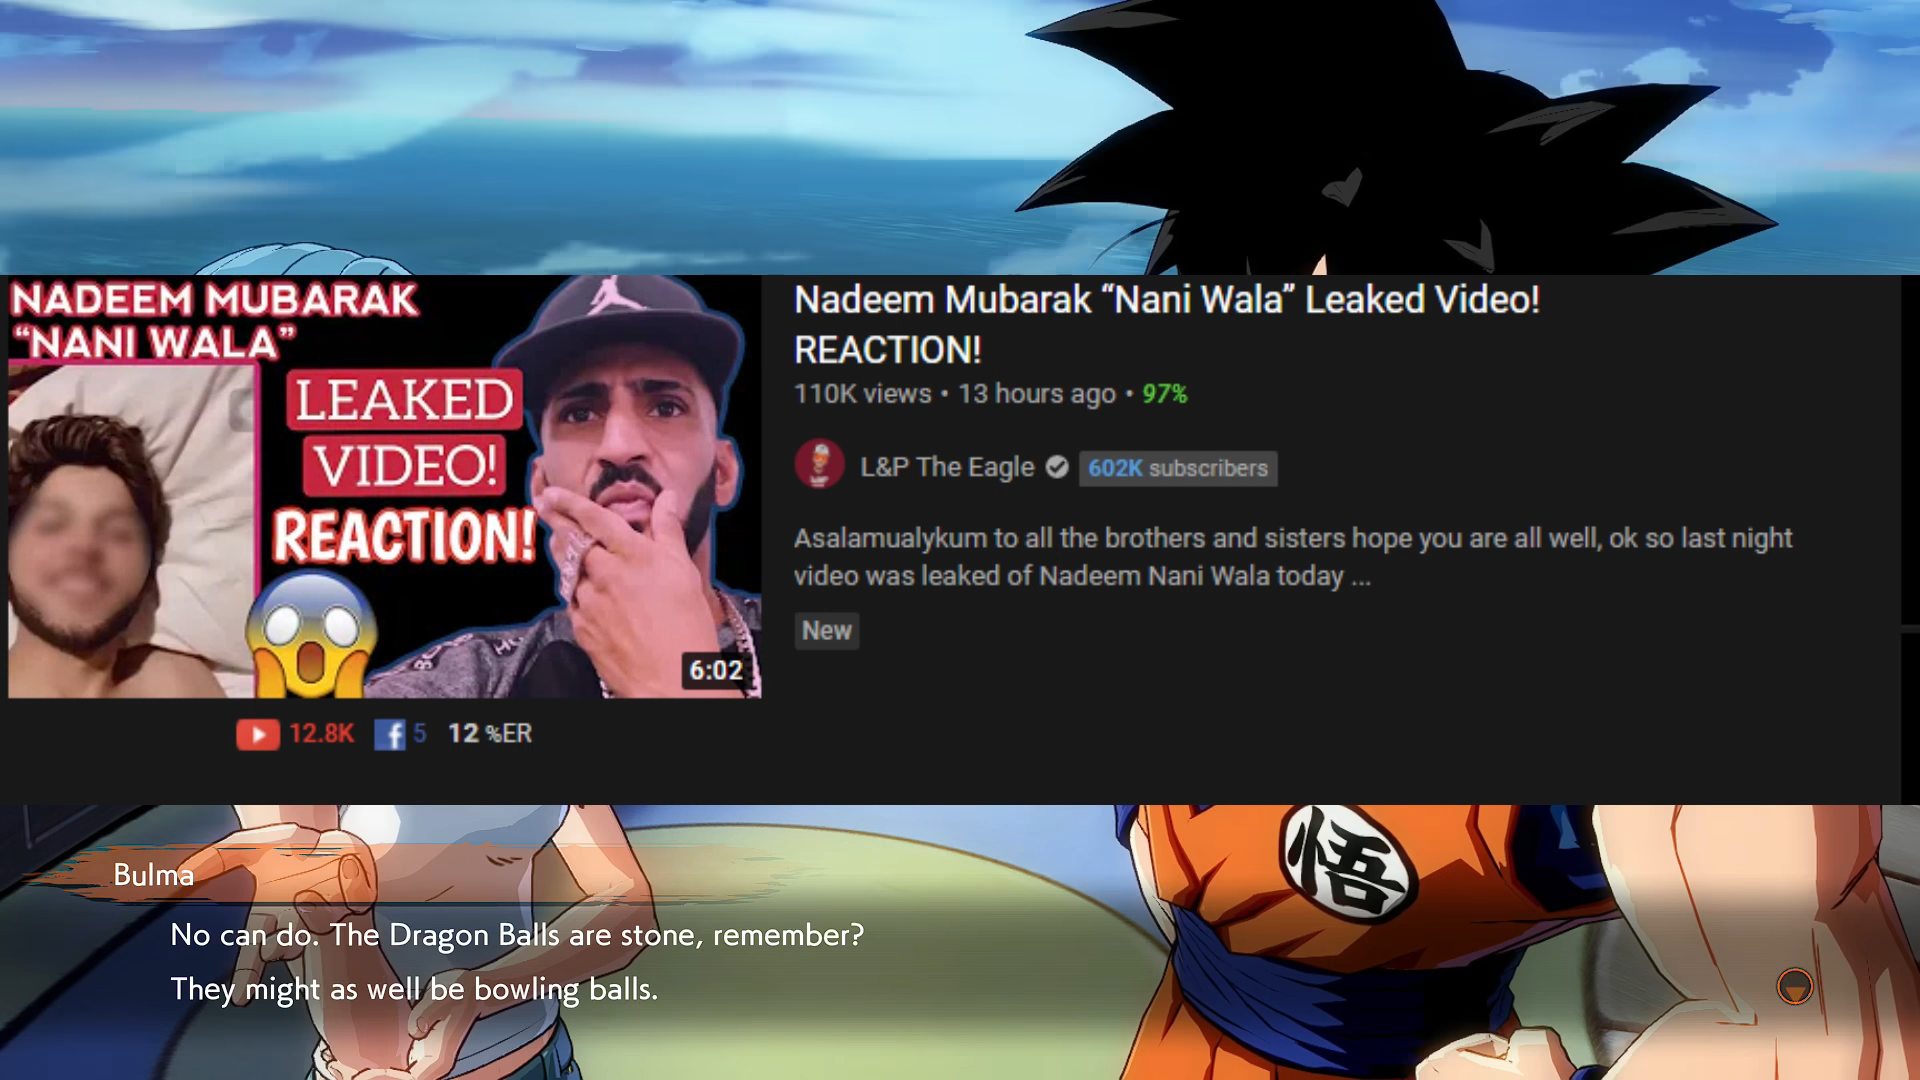 NADEEM MUBARAK
“NANI WALA”
LEAKED
VIDEO!
REACTION!
6:02
Nadeem Mubarak “Nani Wala” Leaked Video!
REACTION!
110K views • 13 hours ago • 97%
L&P The Eagle 602K subscribers
Asalamualykum to all the brothers and sisters hope you are all well, ok so last night
video was leaked of Nadeem Nani Wala today ...
New
12.8K f 5 12 %ER
悟
Bulma
No can do. The Dragon Balls are stone, remember?
They might as well be bowling balls.